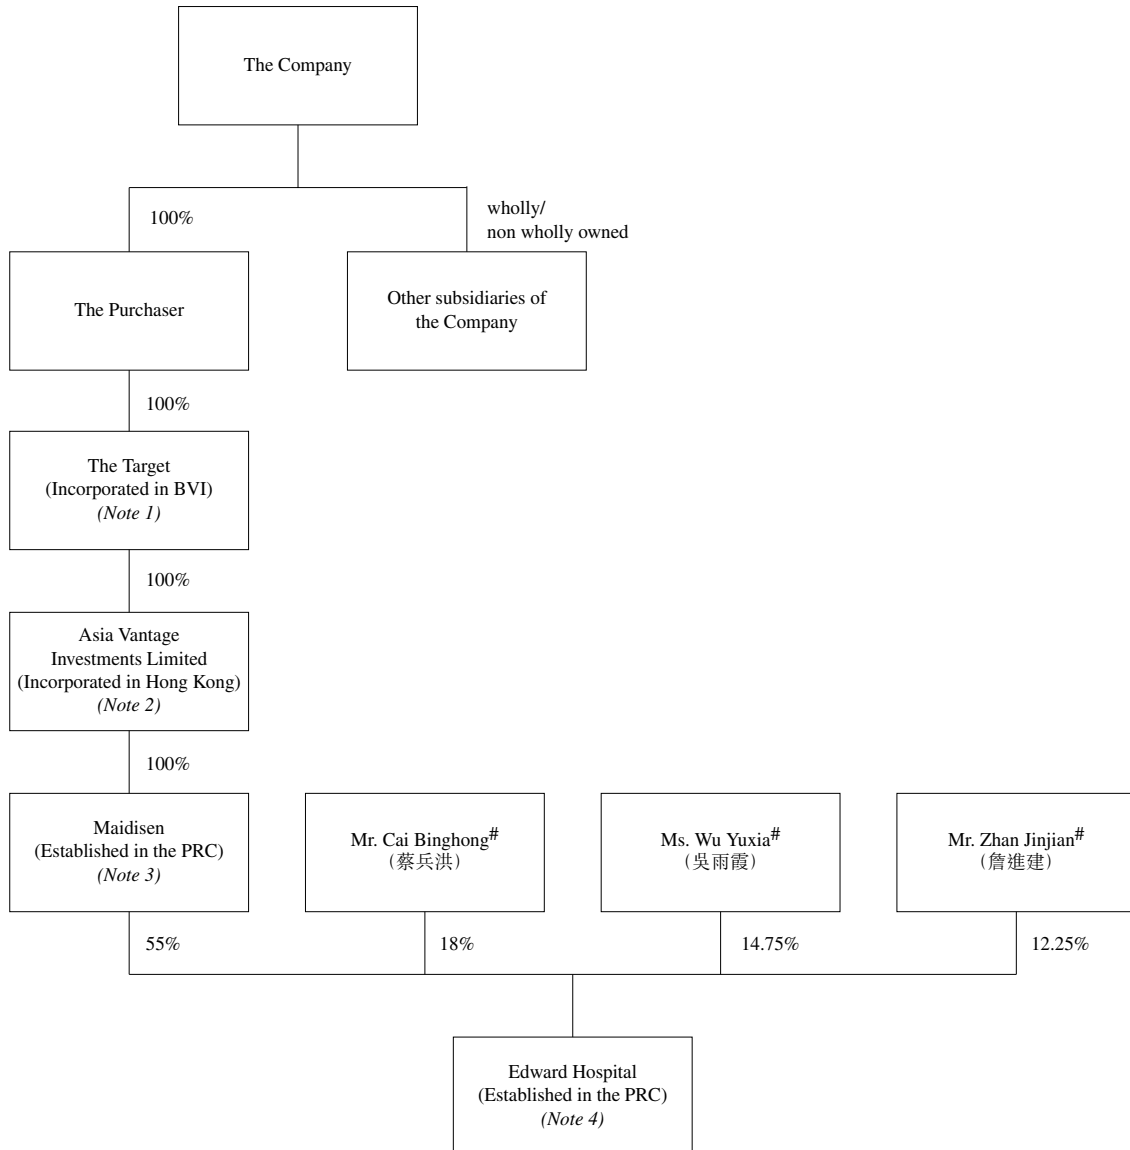 The Company
100%
wholly/
non wholly owned
The Purchaser
Other subsidiaries of
the Company
100%
The Target
(Incorporated in BVI)
(Note 1)
100%
Asia Vantage
Investments Limited
(Incorporated in Hong Kong)
(Note 2)
100%
Maidisen
(Established in the PRC)
(Note 3)
Mr. Cai Binghong#
(蔡兵洪)
Ms. Wu Yuxia#
(吳雨霞)
Mr. Zhan Jinjian#
(詹進建)
55%
18%
14.75%
12.25%
Edward Hospital
(Established in the PRC)
(Note 4)